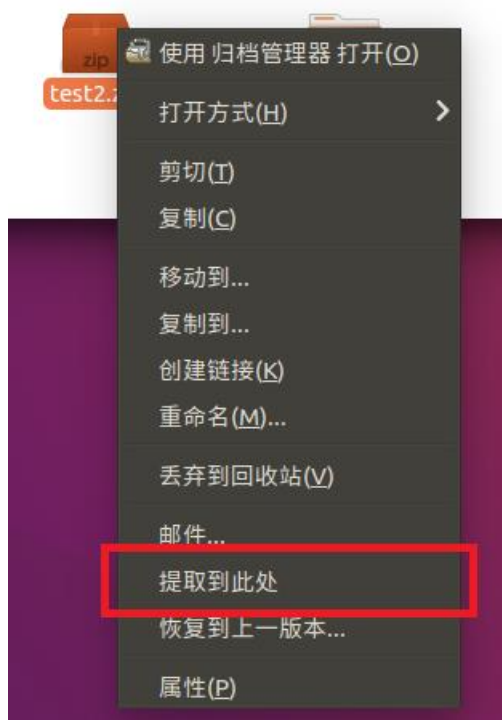 zip
test2.z
使用 归档管理器 打开(O)
打开方式(H)
剪切(T)
复制(C)
移动到...
复制到...
创建链接(K)
重命名(M)...
丢弃到回收站(V)
邮件...
提取到此处
恢复到上一版本...
属性(P)